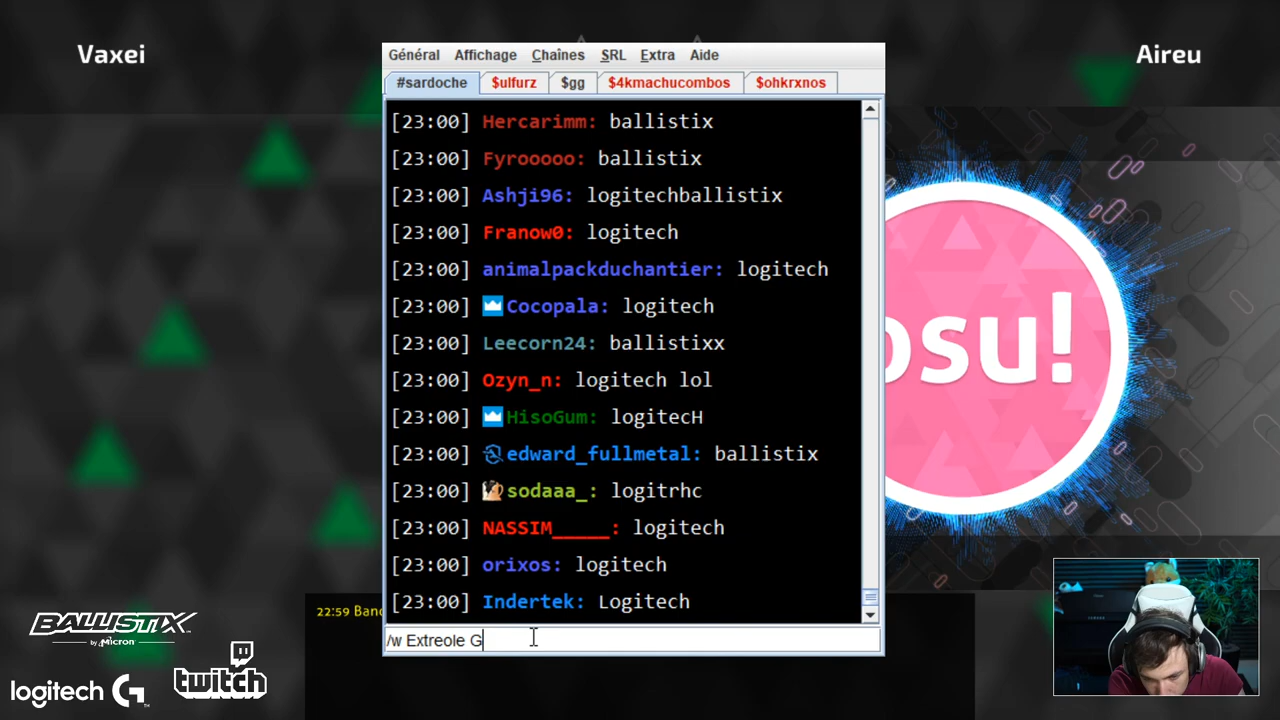 Vaxei
Aireu
Général Affichage Chaînes SRL Extra Aide
#sardoche $ulfurz $gg $4kmachucombos $ohkrxnos
[23:00] Hercarimm: ballistix
[23:00] Fyrooooo: ballistix
[23:00] Ashji96: logitechballistix
[23:00] Franow0: logitech
[23:00] animalpackduchantier: logitech
[23:00] Cocopala: logitech
[23:00] Leecorn24: ballistixx
[23:00] Ozyn_n: logitech lol
[23:00] HisoGum: logitecH
[23:00] edward_fullmetal: ballistix
[23:00] sodaaa_: logitrhc
[23:00] NASSIM_____: logitech
[23:00] orixos: logitech
[23:00] Indertek: Logitech
/w Extreole G
osu!
22:59 Banc
BALLISTIX
by Micron
logitech G
twitch